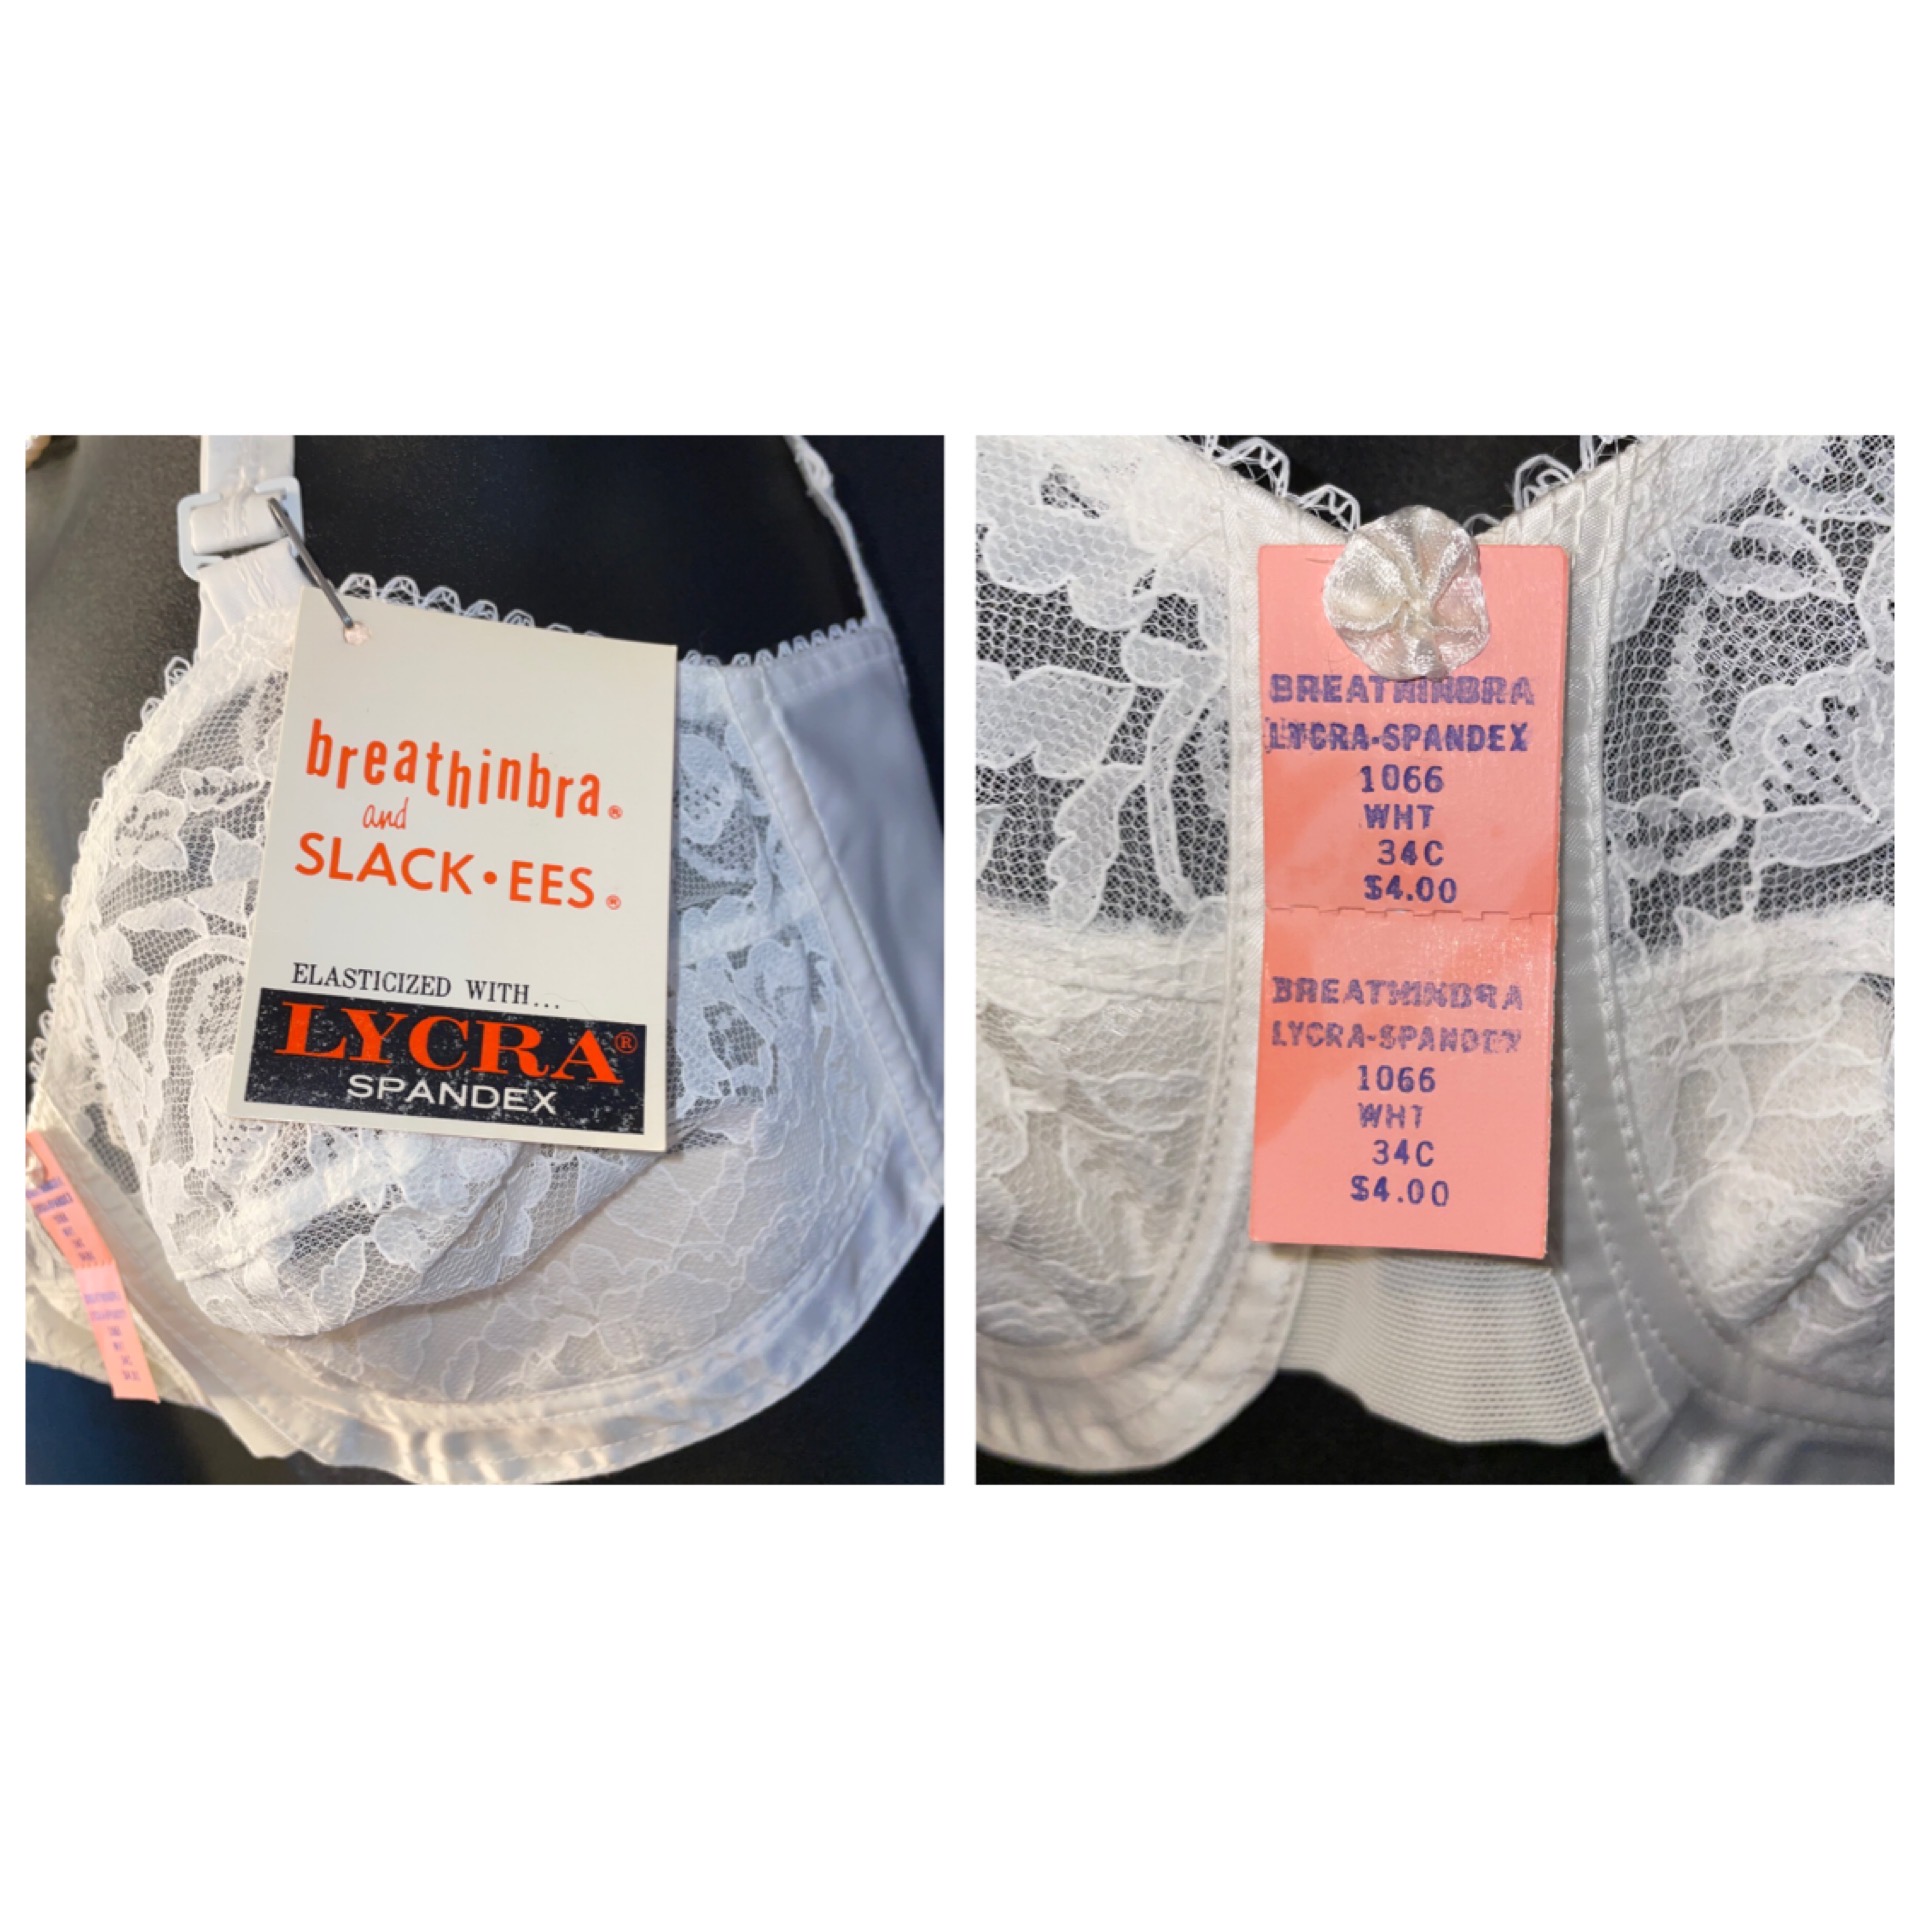 breathinbra®
and
SLACK•EES®
ELASTICIZED WITH...
LYCRA®
SPANDEX
BREATHINBRA
LYCRA-SPANDEX
1066
WHT
34C
$4.00
BREATHINBRA
LYCRA-SPANDEX
1066
WHT
34C
$4.00